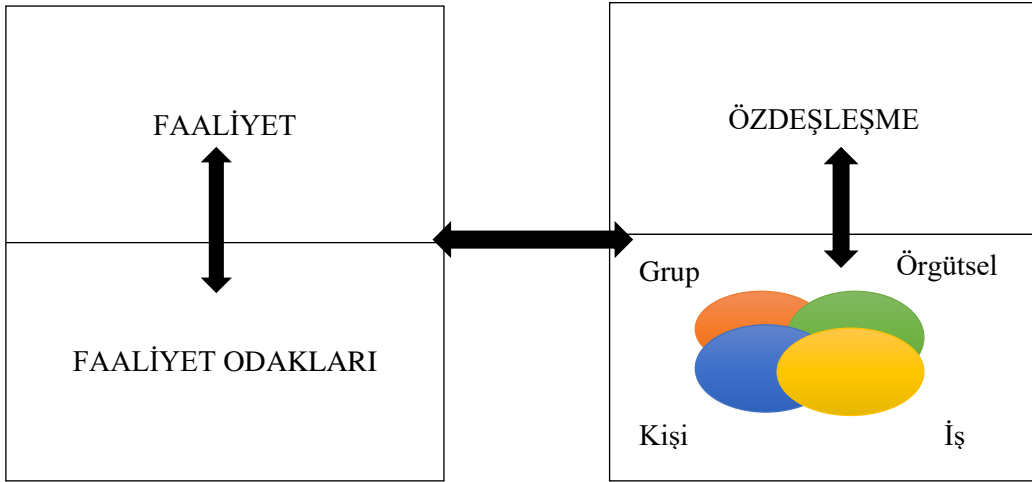 FAALİYET
FAALİYET ODAKLARI
ÖZDEŞLEŞME
Grup
Örgütsel
Kişi
İş